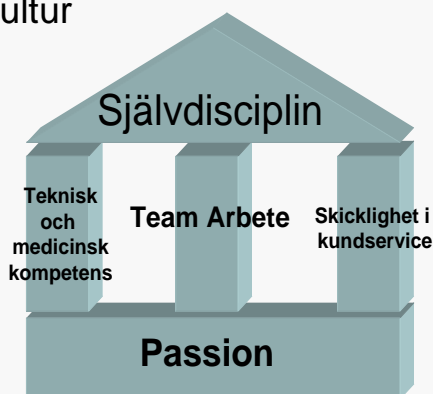 ultur
Självdisciplin
Teknisk
och
medicinsk
kompetens
Team Arbete
Skicklighet i
kundservice
Passion